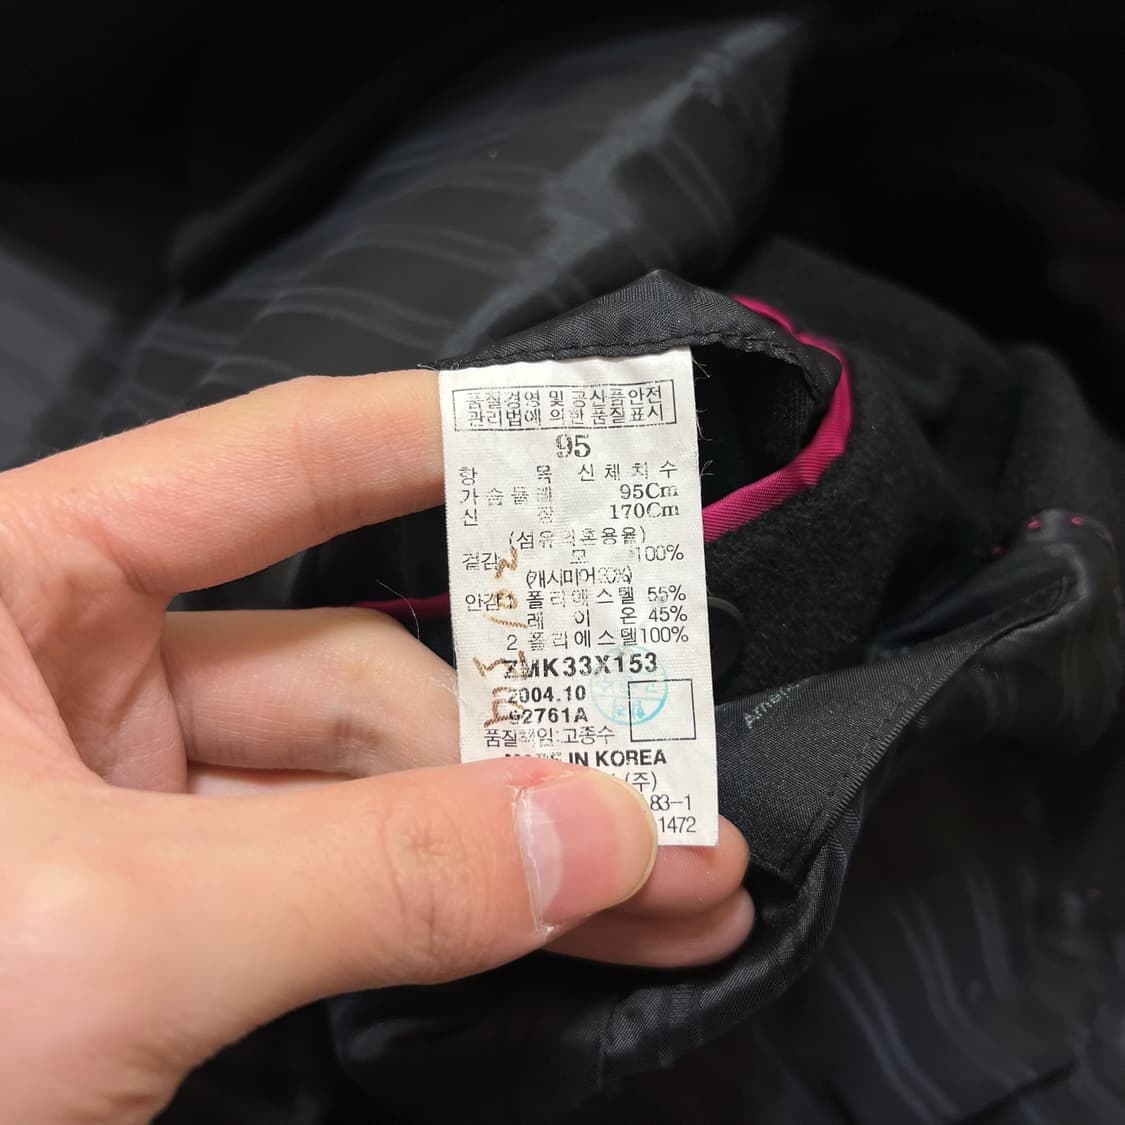 품질경영 및 공산품안전
관리법에 의한 품질표시
95
항 목 신체치수
가슴둘레 95Cm
신 장 170Cm
(섬유의혼용율)
겉감 모 100%
(캐시미어30%)
안감1 폴리에스텔 55%
레 이 온 45%
2 폴리에스텔100%
ZMK33X153
2004.10
G2761A
품질책임:고종수
MADE IN KOREA
(주)
83-1
1472